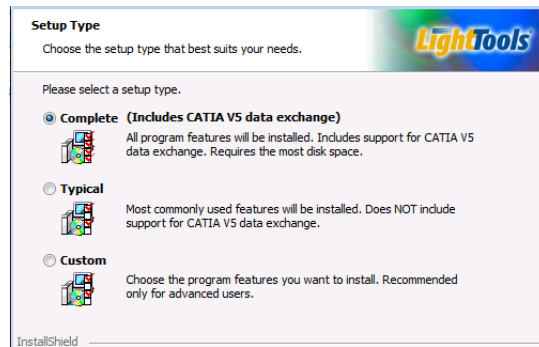 Setup Type
Choose the setup type that best suits your needs.
LightTools
Please select a setup type.
Complete (Includes CATIA V5 data exchange)
All program features will be installed. Includes support for CATIA V5
data exchange. Requires the most disk space.
Typical
Most commonly used features will be installed. Does NOT include
support for CATIA V5 data exchange.
Custom
Choose the program features you want to install. Recommended
only for advanced users.
InstallShield